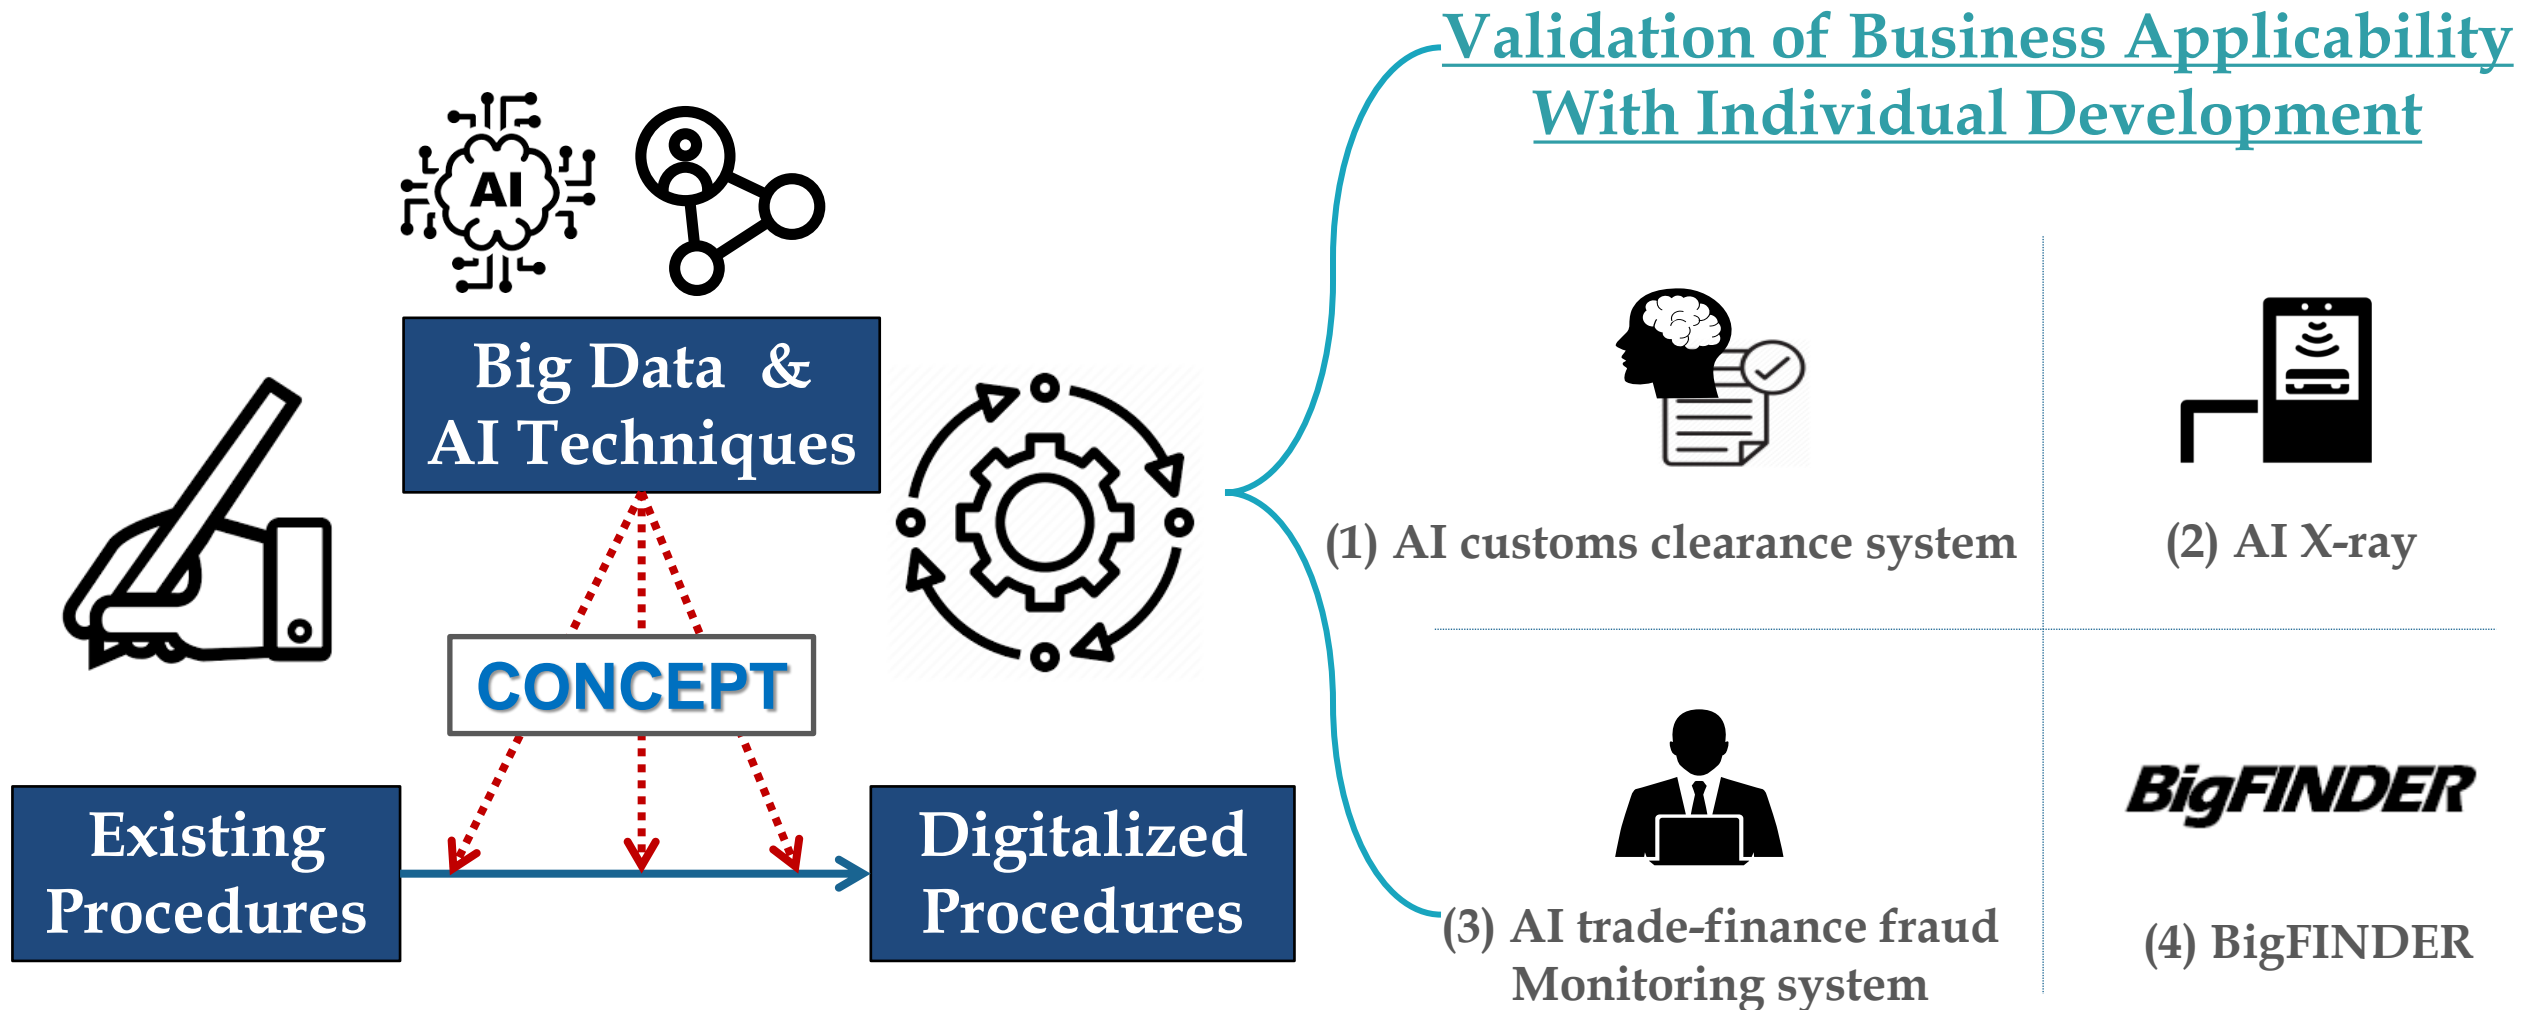 Validation of Business Applicability
With Individual Development
AI
Big Data &
AI Techniques
CONCEPT
Existing
Procedures
Digitalized
Procedures
(1) AI customs clearance system
(2) AI X-ray
BigFINDER
(3) AI trade-finance fraud
Monitoring system
(4) BigFINDER